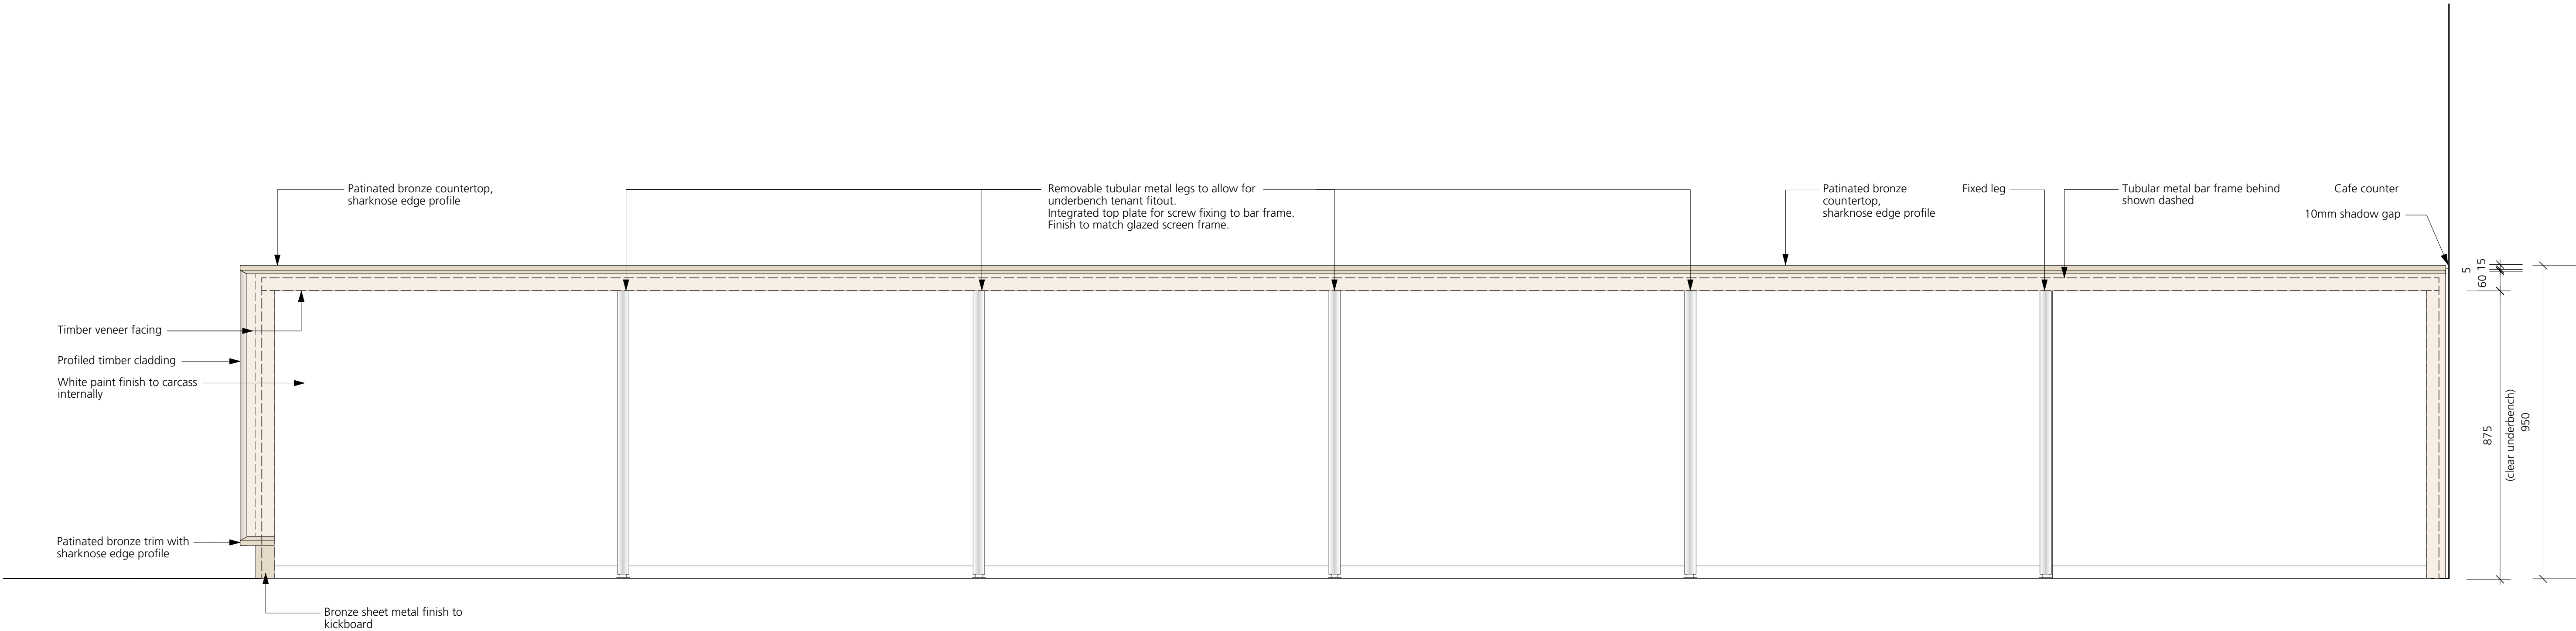 Patinated bronze countertop,
sharknose edge profile
Removable tubular metal legs to allow for
underbench tenant fitout.
Integrated top plate for screw fixing to bar frame.
Finish to match glazed screen frame.
Patinated bronze
countertop,
sharknose edge profile
Fixed leg
Tubular metal bar frame behind
shown dashed
Cafe counter
10mm shadow gap
5
15
60
Timber veneer facing
Profiled timber cladding
White paint finish to carcass
internally
875
(clear underbench)
950
Patinated bronze trim with
sharknose edge profile
Bronze sheet metal finish to
kickboard